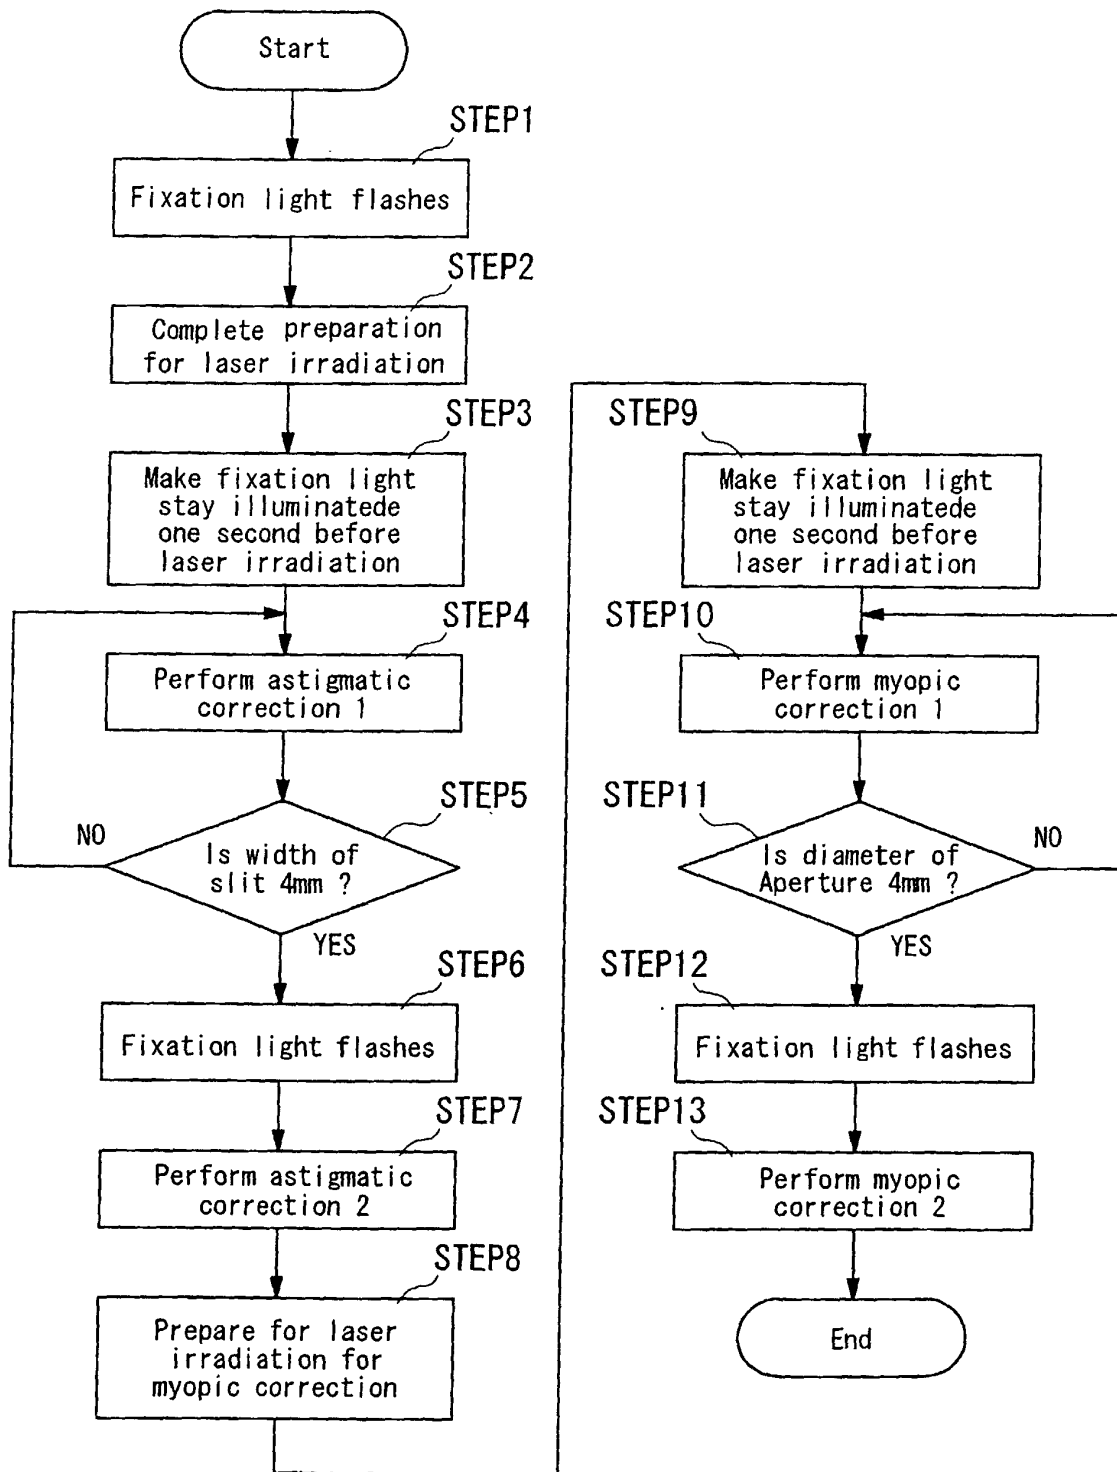 Start
STEP1
Fixation light flashes
STEP2
Complete preparation
for laser irradiation
STEP3
Make fixation light
stay illuminatede
one second before
laser irradiation
STEP4
Perform astigmatic
correction 1
STEP5
NO
Is width of
slit 4mm ?
YES
STEP6
Fixation light flashes
STEP7
Perform astigmatic
correction 2
STEP8
Prepare for laser
irradiation for
myopic correction
STEP9
Make fixation light
stay illuminatede
one second before
laser irradiation
STEP10
Perform myopic
correction 1
STEP11
NO
Is diameter of
Aperture 4mm ?
YES
STEP12
Fixation light flashes
STEP13
Perform myopic
correction 2
End